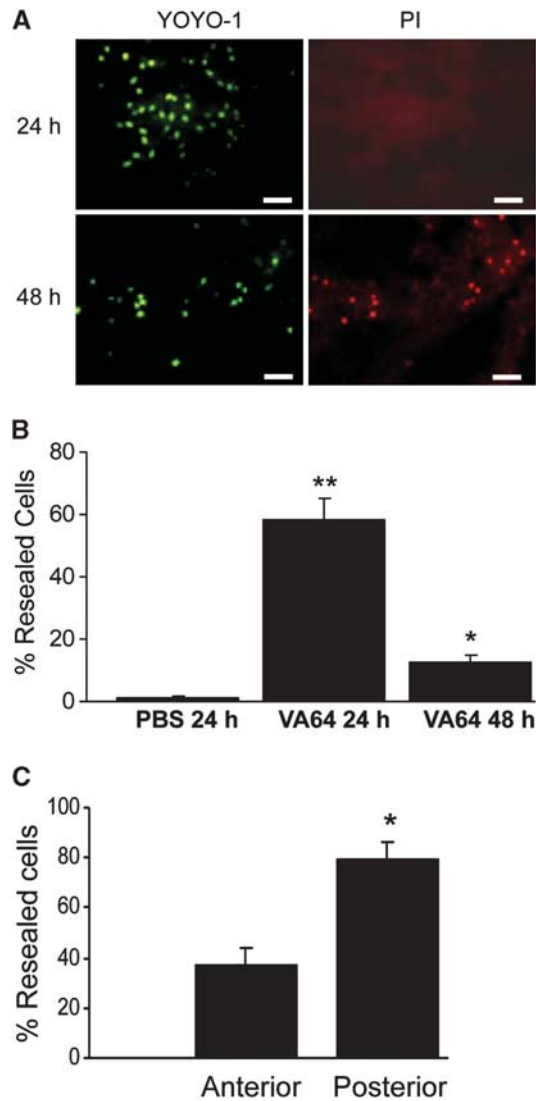 A
YOYO-1 PI
24 h
48 h
B
80
60
40
20
0
% Resealed Cells
**
*
PBS 24 h VA64 24 h VA64 48 h
C
100
80
60
40
20
0
% Resealed cells
*
Anterior Posterior